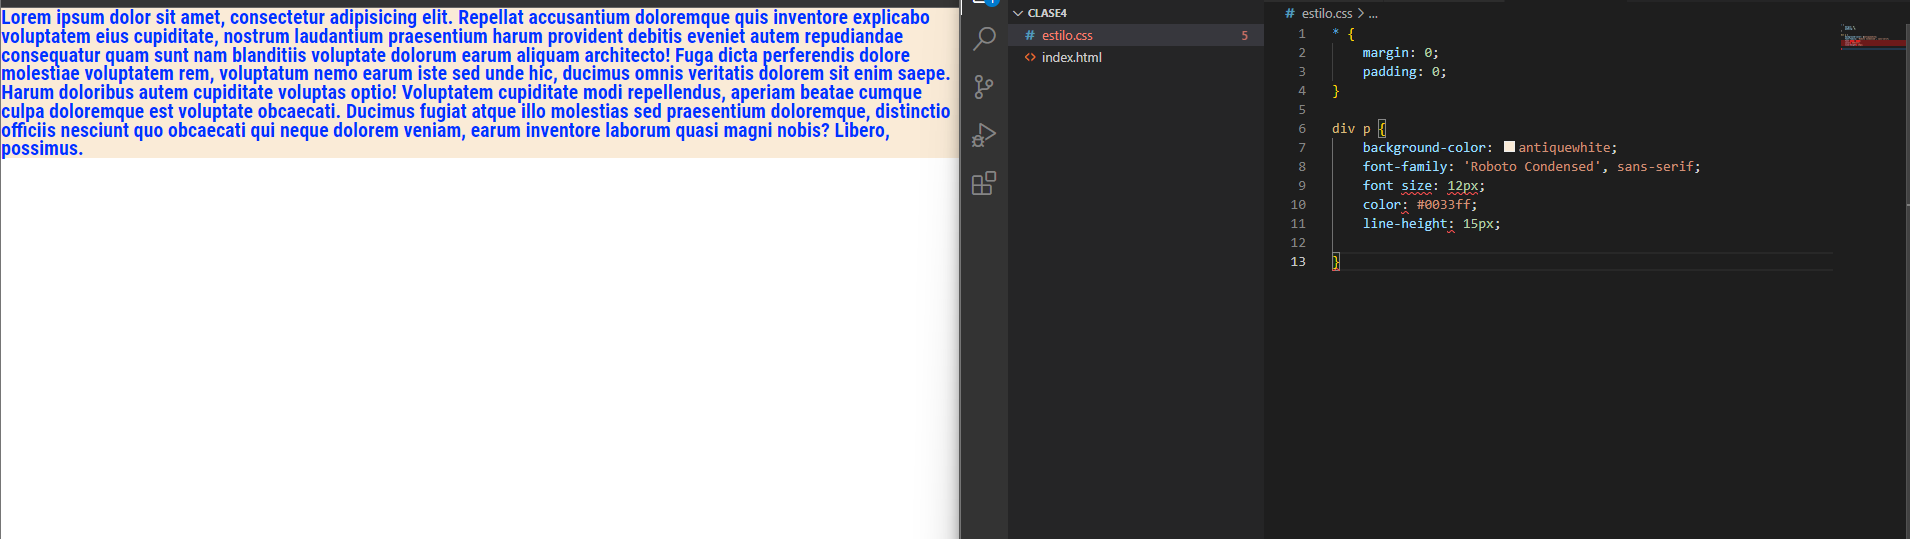 Lorem ipsum dolor sit amet, consectetur adipisicing elit. Repellat accusantium doloremque quis inventore explicabo
voluptatem eius cupiditate, nostrum laudantium praesentium harum provident debitis eveniet autem repudiandae
consequatur quam sunt nam blanditiis voluptate dolorum earum aliquam architecto! Fuga dicta perferendis dolore
molestiae voluptatem rem, voluptatum nemo earum iste sed unde hic, ducimus omnis veritatis dolorem sit enim saepe.
Harum doloribus autem cupiditate voluptas optio! Voluptatem cupiditate modi repellendus, aperiam beatae cumque
culpa doloremque est voluptate obcaecati. Ducimus fugiat atque illo molestias sed praesentium doloremque, distinctio
officiis nesciunt quo obcaecati qui neque dolorem veniam, earum inventore laborum quasi magni nobis? Libero,
possimus.
CLASE4
# estilo.css 5
<> index.html
# estilo.css > ...
1 * {
2 margin: 0;
3 padding: 0;
4 }
5
6 div p {
7 background-color: antiquewhite;
8 font-family: 'Roboto Condensed', sans-serif;
9 font size: 12px;
10 color: #0033ff;
11 line-height: 15px;
12
13 }